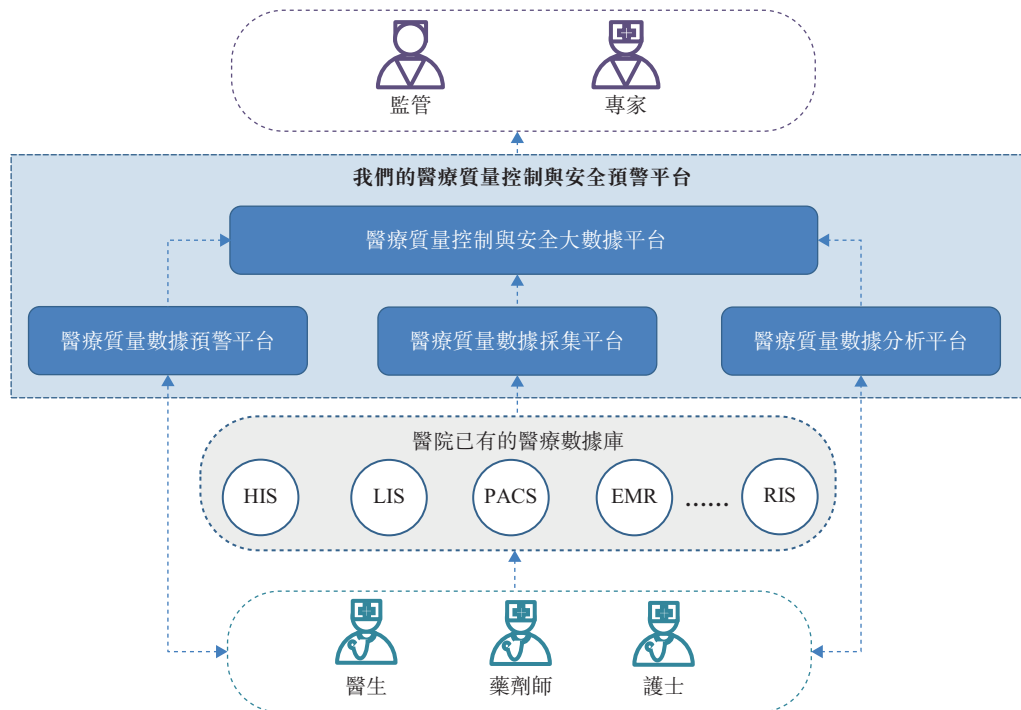 監管
專家
我們的醫療質量控制與安全預警平台
醫療質量控制與安全大數據平台
醫療質量數據預警平台
醫療質量數據採集平台
醫療質量數據分析平台
醫院已有的醫療數據庫
HIS
LIS
PACS
EMR
......
RIS
醫生
藥劑師
護士